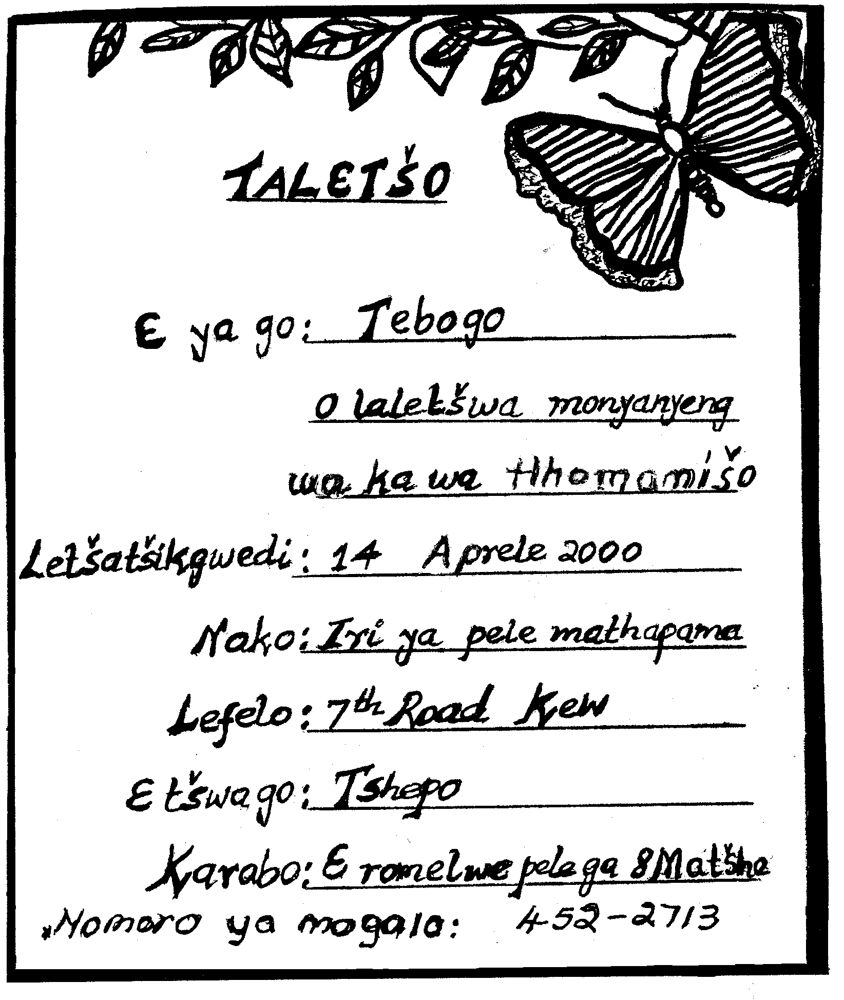 TALETŠO
E ya go: Tebogo
O laletšwa monyanyeng
wa ka wa tlhomamišo
Letšatšikgwedi: 14 Aprele 2000
Nako: Iri ya pele mathapama
Lefelo: 7th Road Kew
E tšwa go: Tshepo
Karabo: E romelwe pele ga 8 Matšhe
*Nomoro ya mogala: 452-2713